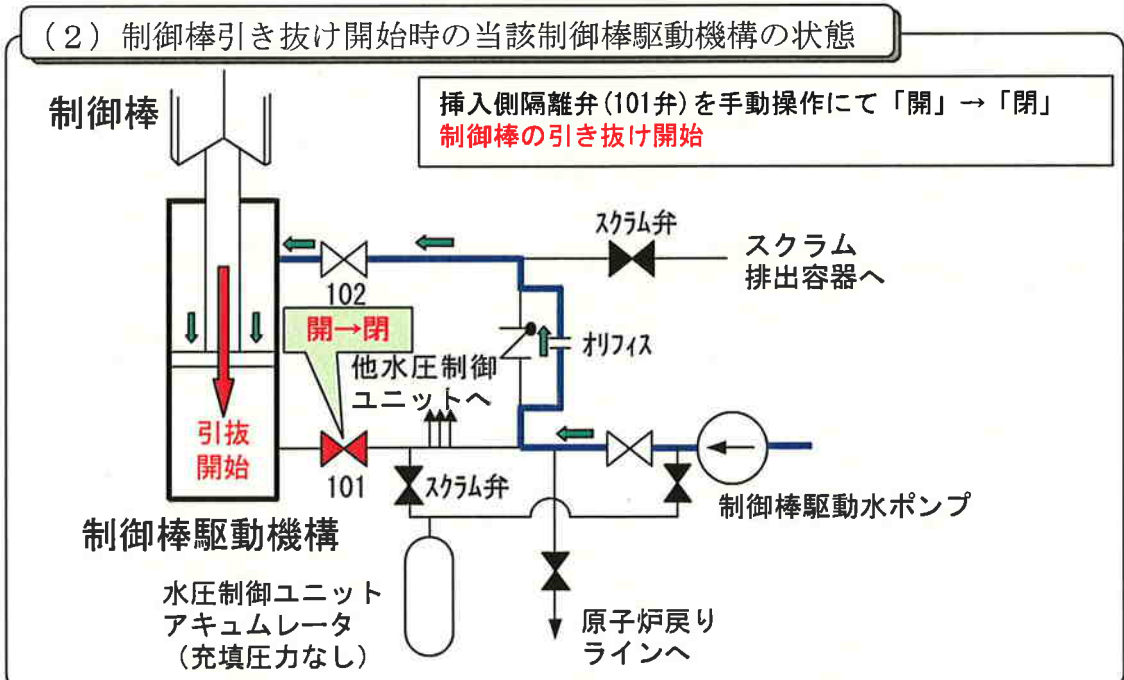 （２）制御棒引き抜け開始時の当該制御棒駆動機構の状態
制御棒
挿入側隔離弁(101弁)を手動操作にて「開」→「閉」
制御棒の引き抜け開始
ｽｸﾗﾑ弁
スクラム
排出容器へ
102
開→閉
他水圧制御
ユニットへ
ｵﾘﾌｨｽ
引抜
開始
101
ｽｸﾗﾑ弁
制御棒駆動水ポンプ
制御棒駆動機構
水圧制御ユニット
アキュムレータ
（充填圧力なし）
原子炉戻り
ラインへ